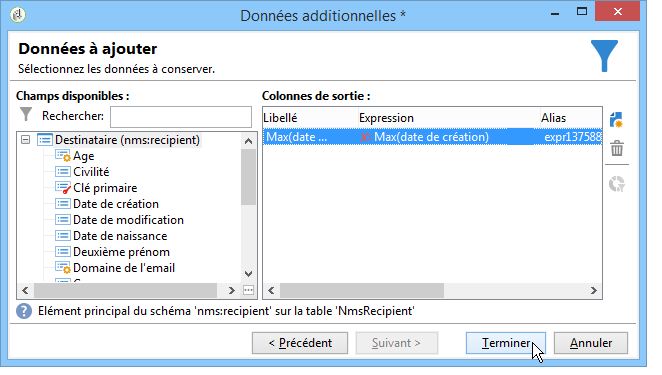 Données additionnelles *
Données à ajouter
Sélectionnez les données à conserver.
Champs disponibles :
Rechercher:
Destinataire (nms:recipient)
Age
Civilité
Clé primaire
Date de création
Date de modification
Date de naissance
Deuxième prénom
Domaine de l'email
Colonnes de sortie :
Libellé Expression Alias
Max(date ... Max(date de création) expr137588
Elément principal du schéma 'nms:recipient' sur la table 'NmsRecipient'
< Précédent Suivant > Terminer Annuler